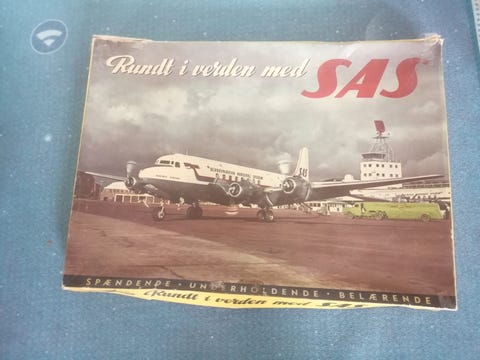 Rundt i verden med SAS
SCANDINAVIAN AIRLINES SYSTEM
SAS
SPÆNDENDE · UNDERHOLDENDE · BELÆRENDE
Rundt i verden med SAS